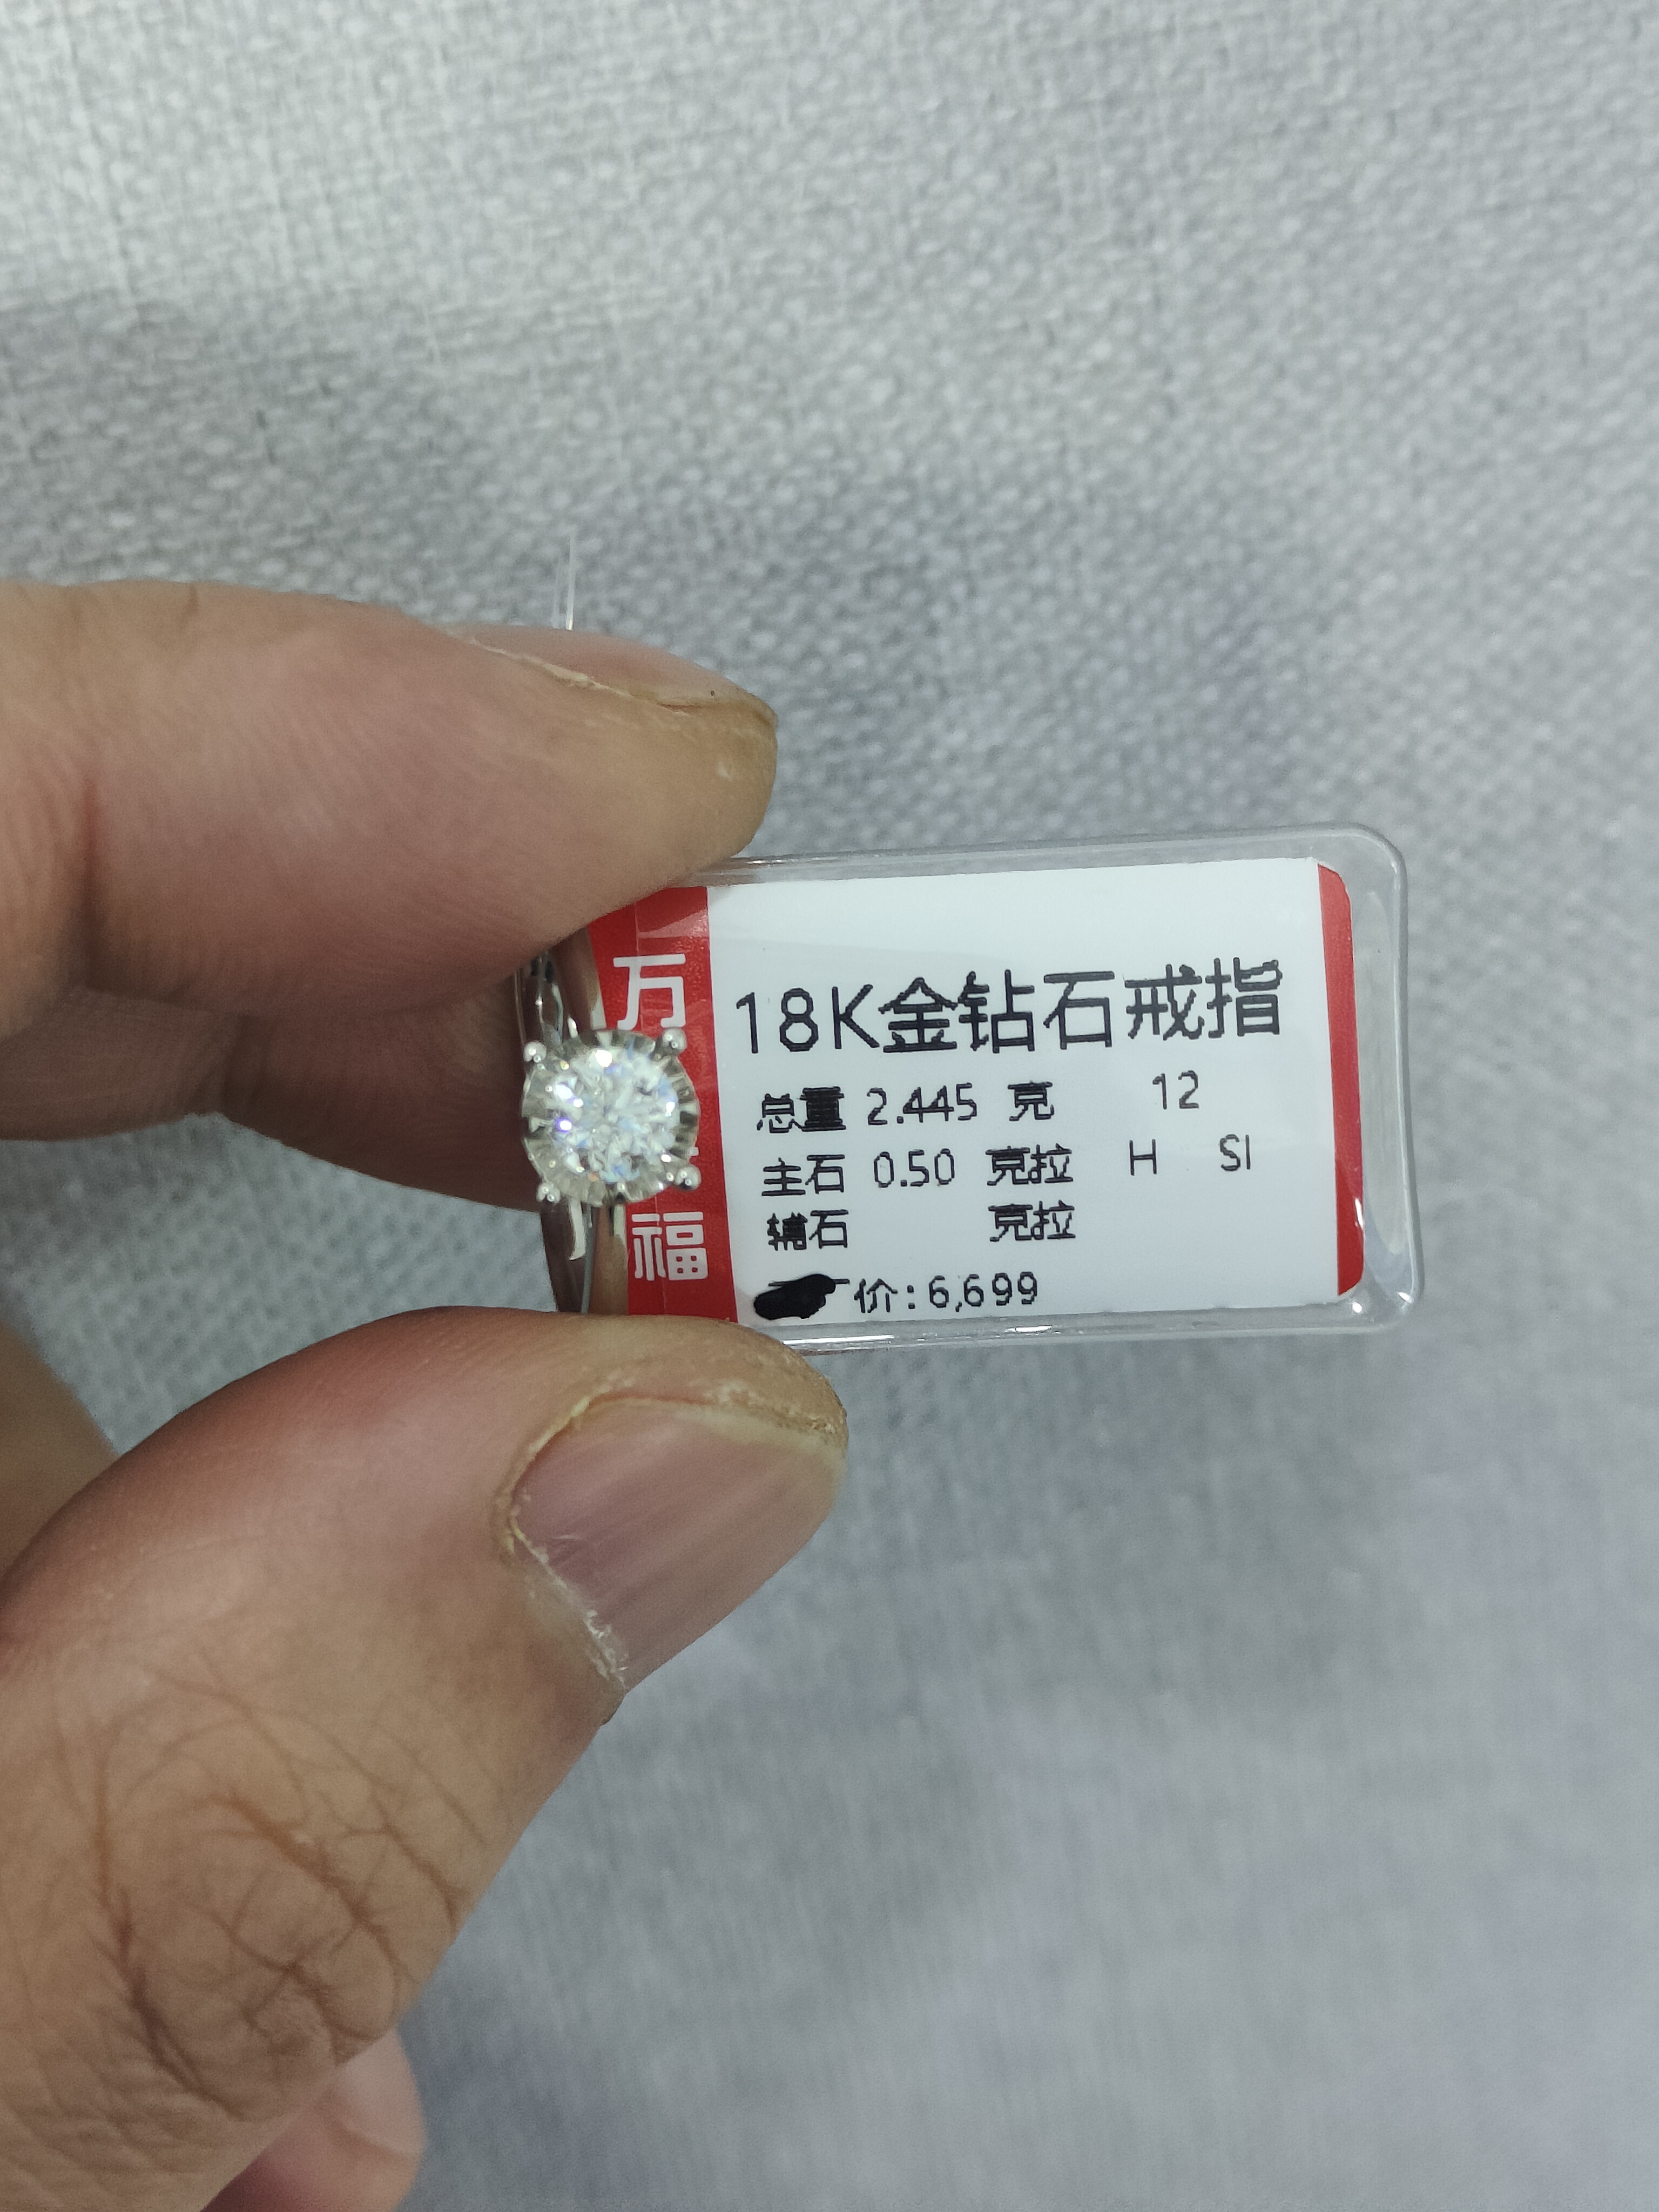 万
福
18K金钻石戒指
总重 2.445 克 12
主石 0.50 克拉 H SI
辅石 克拉
价:6,699